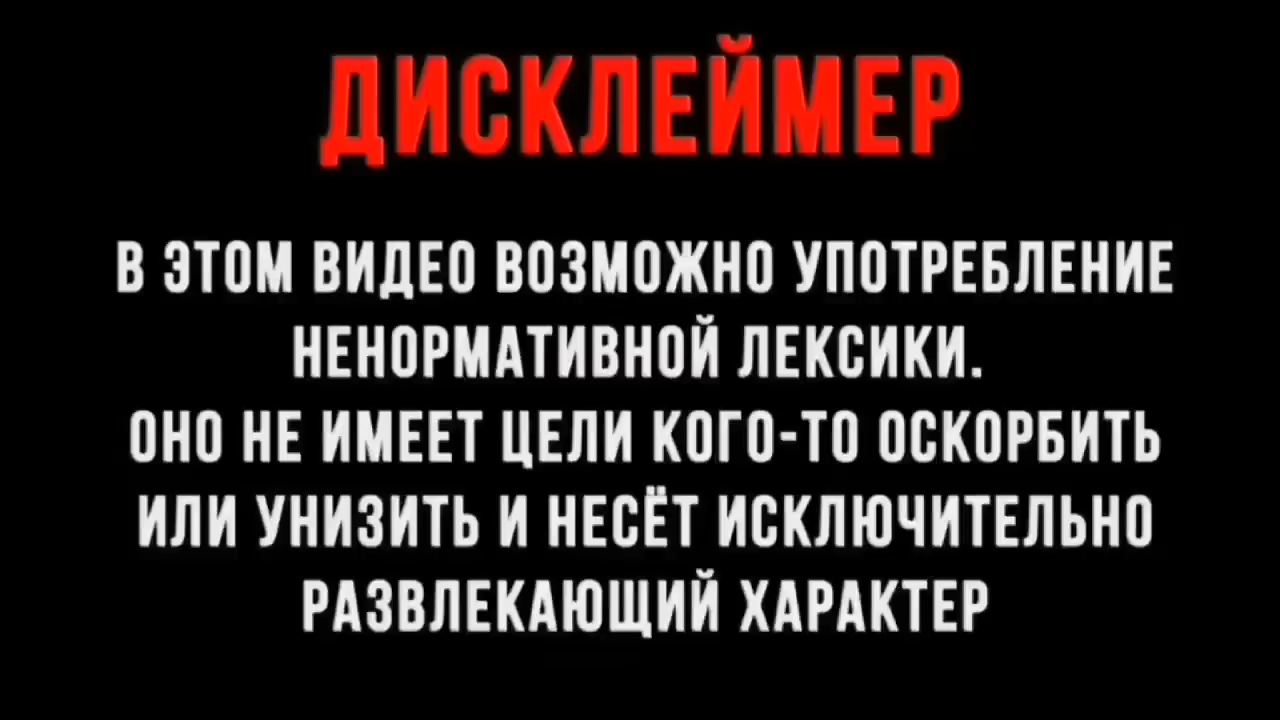 ДИСКЛЕЙМЕР
В ЭТОМ ВИДЕО ВОЗМОЖНО УПОТРЕБЛЕНИЕ
НЕНОРМАТИВНОЙ ЛЕКСИКИ.
ОНО НЕ ИМЕЕТ ЦЕЛИ КОГО-ТО ОСКОРБИТЬ
ИЛИ УНИЗИТЬ И НЕСЁТ ИСКЛЮЧИТЕЛЬНО
РАЗВЛЕКАЮЩИЙ ХАРАКТЕР